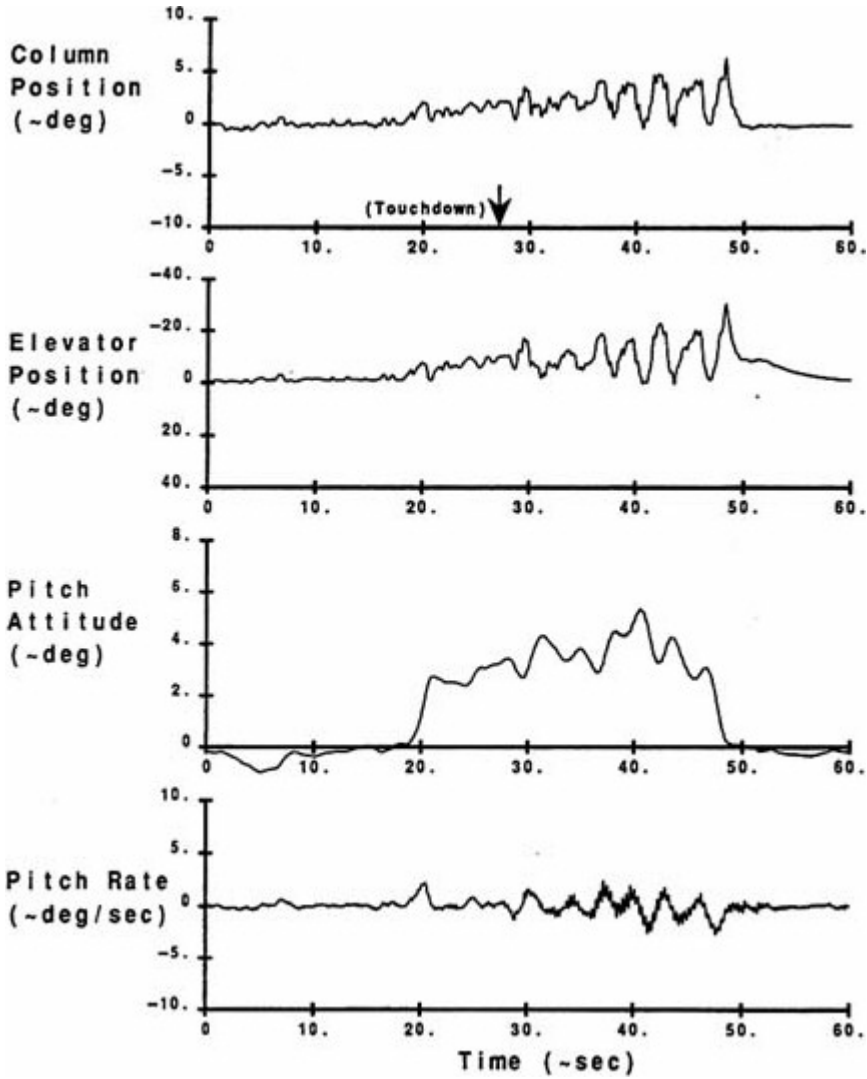 10.
Column
Position
(~deg)
5.
0
-5.
-10.
(Touchdown)
0 10. 20. 30. 40. 50. 60.
-40.
-20.
Elevator
Position
(~deg)
0
20.
40.
0 10. 20. 30. 40. 50. 60.
8.
Pitch
Attitude
(~deg)
6.
4.
2.
0
0 10. 20. 30. 40. 50. 60.
10.
5.
Pitch Rate
(~deg/sec)
0
-5.
-10.
0 10. 20. 30. 40. 50. 60.
Time (~sec)